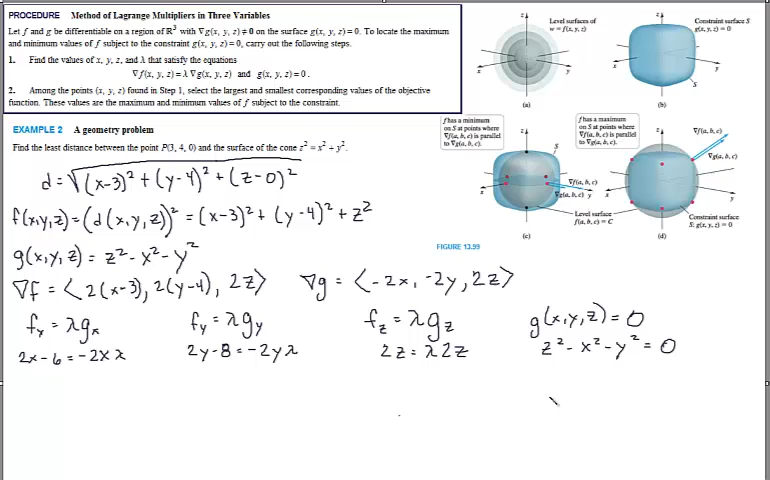 PROCEDURE Method of Lagrange Multipliers in Three Variables
Let f and g be differentiable on a region of R³ with ∇g(x, y, z) ≠ 0 on the surface g(x, y, z) = 0. To locate the maximum
and minimum values of f subject to the constraint g(x, y, z) = 0, carry out the following steps.
1. Find the values of x, y, z, and λ that satisfy the equations
∇f(x, y, z) = λ ∇g(x, y, z) and g(x, y, z) = 0.
2. Among the points (x, y, z) found in Step 1, select the largest and smallest corresponding values of the objective
function. These values are the maximum and minimum values of f subject to the constraint.
EXAMPLE 2 A geometry problem
Find the least distance between the point P(3, 4, 0) and the surface of the cone z² = x² + y².
d = √(x-3)² + (y-4)² + (z-0)²
f(x,y,z) = (d(x,y,z))² = (x-3)² + (y-4)² + z²
g(x,y,z) = z² - x² - y²
∇f = ⟨2(x-3), 2(y-4), 2z⟩ ∇g = ⟨-2x, -2y, 2z⟩
fₓ = λgₓ f_y = λg_y f_z = λg_z g(x,y,z) = 0
2x-6 = -2xλ 2y-8 = -2yλ 2z = λ2z z² - x² - y² = 0
z
Level surfaces of
w = f(x, y, z)
x
y
(a)
z
Constraint surface S
g(x, y, z) = 0
x
y
S
(b)
f has a minimum
on S at points where
∇f(a, b, c) is parallel
to ∇g(a, b, c).
z
S
∇f(a, b, c)
∇g(a, b, c)
x
y
Level surface
f(a, b, c) = C
(c)
f has a maximum
on S at points where
∇f(a, b, c) is parallel
to ∇g(a, b, c).
z
∇f(a, b, c)
∇g(a, b, c)
x
y
Constraint surface
S: g(x, y, z) = 0
(d)
FIGURE 13.99